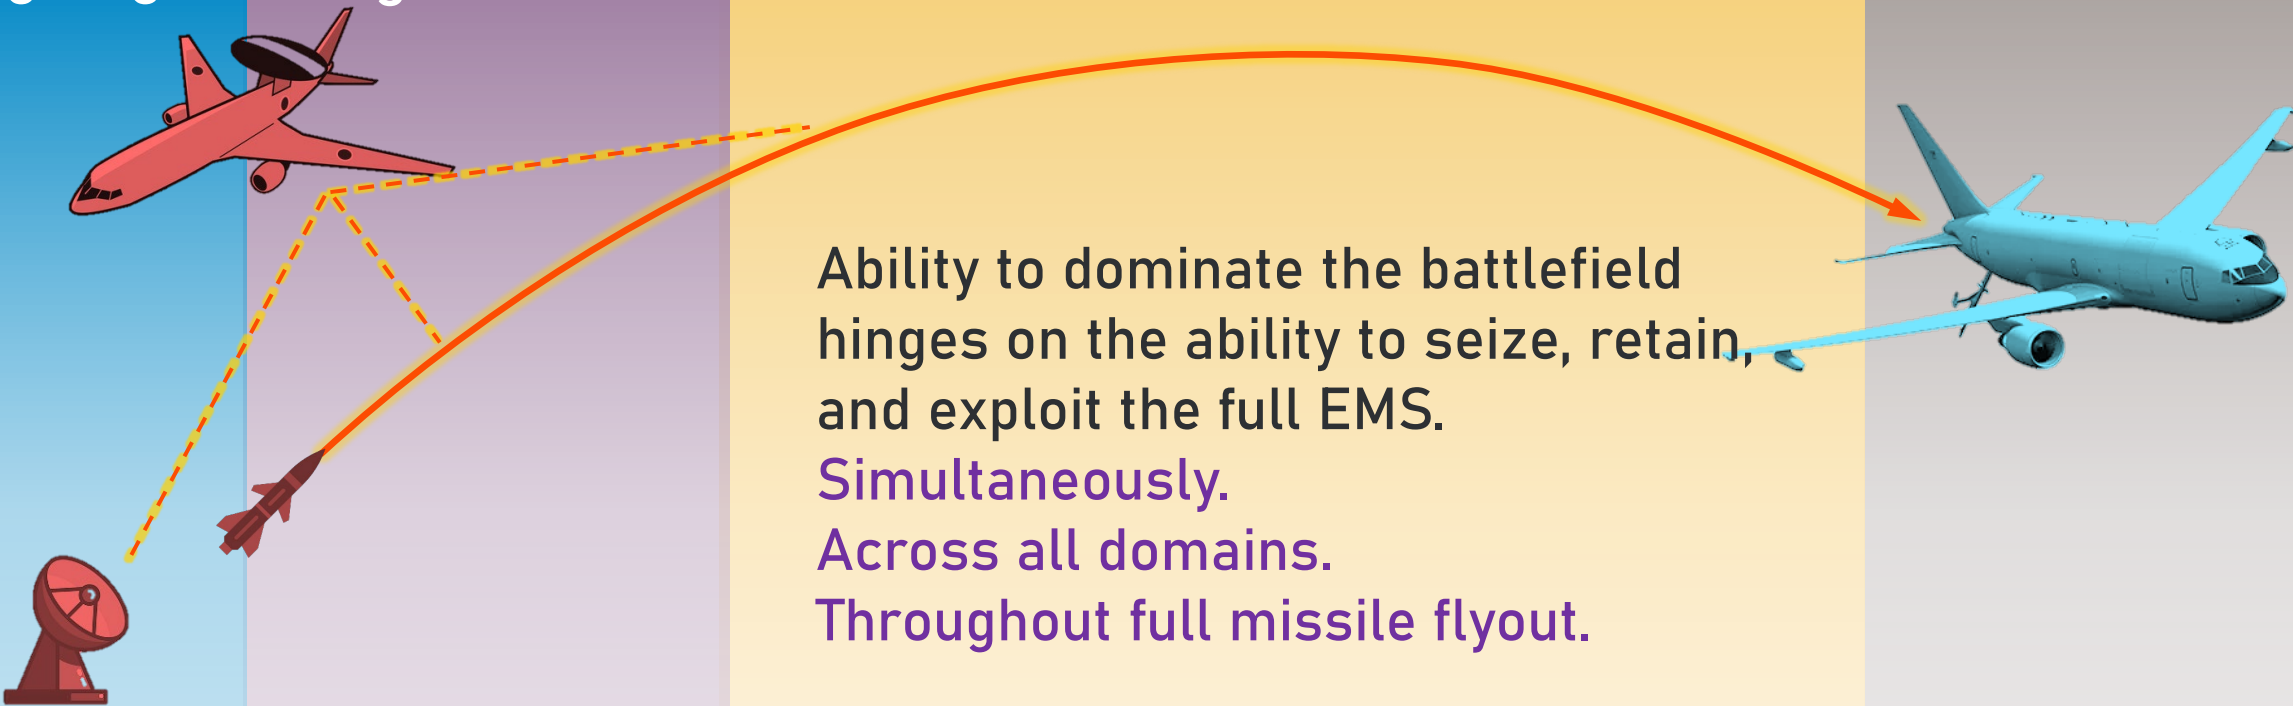 Ability to dominate the battlefield
hinges on the ability to seize, retain,
and exploit the full EMS.
Simultaneously.
Across all domains.
Throughout full missile flyout.